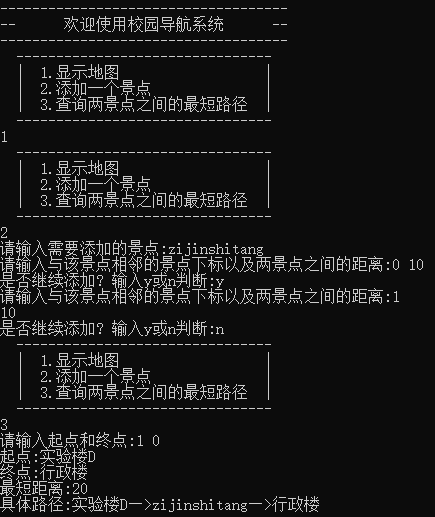 ------------------------------------
--      欢迎使用校园导航系统      --
------------------------------------
  --------------------------------
  |  1.显示地图                  |
  |  2.添加一个景点              |
  |  3.查询两景点之间的最短路径  |
  --------------------------------
1
  --------------------------------
  |  1.显示地图                  |
  |  2.添加一个景点              |
  |  3.查询两景点之间的最短路径  |
  --------------------------------
2
请输入需要添加的景点:zijinshitang
请输入与该景点相邻的景点下标以及两景点之间的距离:0 10
是否继续添加？输入y或n判断:y
请输入与该景点相邻的景点下标以及两景点之间的距离:1
10
是否继续添加？输入y或n判断:n
  --------------------------------
  |  1.显示地图                  |
  |  2.添加一个景点              |
  |  3.查询两景点之间的最短路径  |
  --------------------------------
3
请输入起点和终点:1 0
起点:实验楼D
终点:行政楼
最短距离:20
具体路径:实验楼D—>zijinshitang—>行政楼